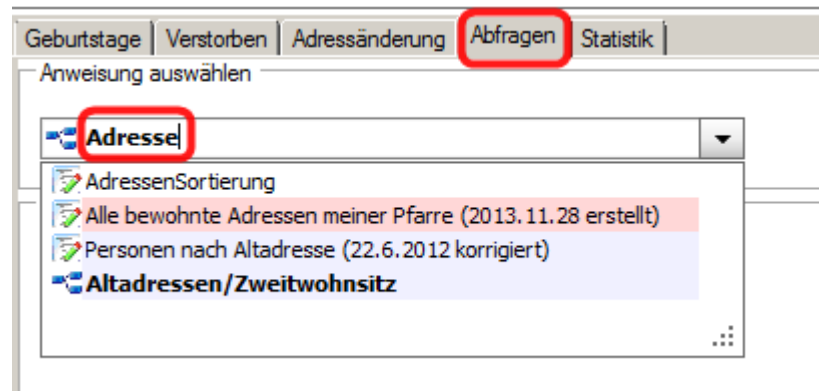 Geburtstage Verstorben Adressänderung Abfragen Statistik
Anweisung auswählen
Adresse
AdressenSortierung
Alle bewohnte Adressen meiner Pfarre (2013.11.28 erstellt)
Personen nach Altadresse (22.6.2012 korrigiert)
Altadressen/Zweitwohnsitz